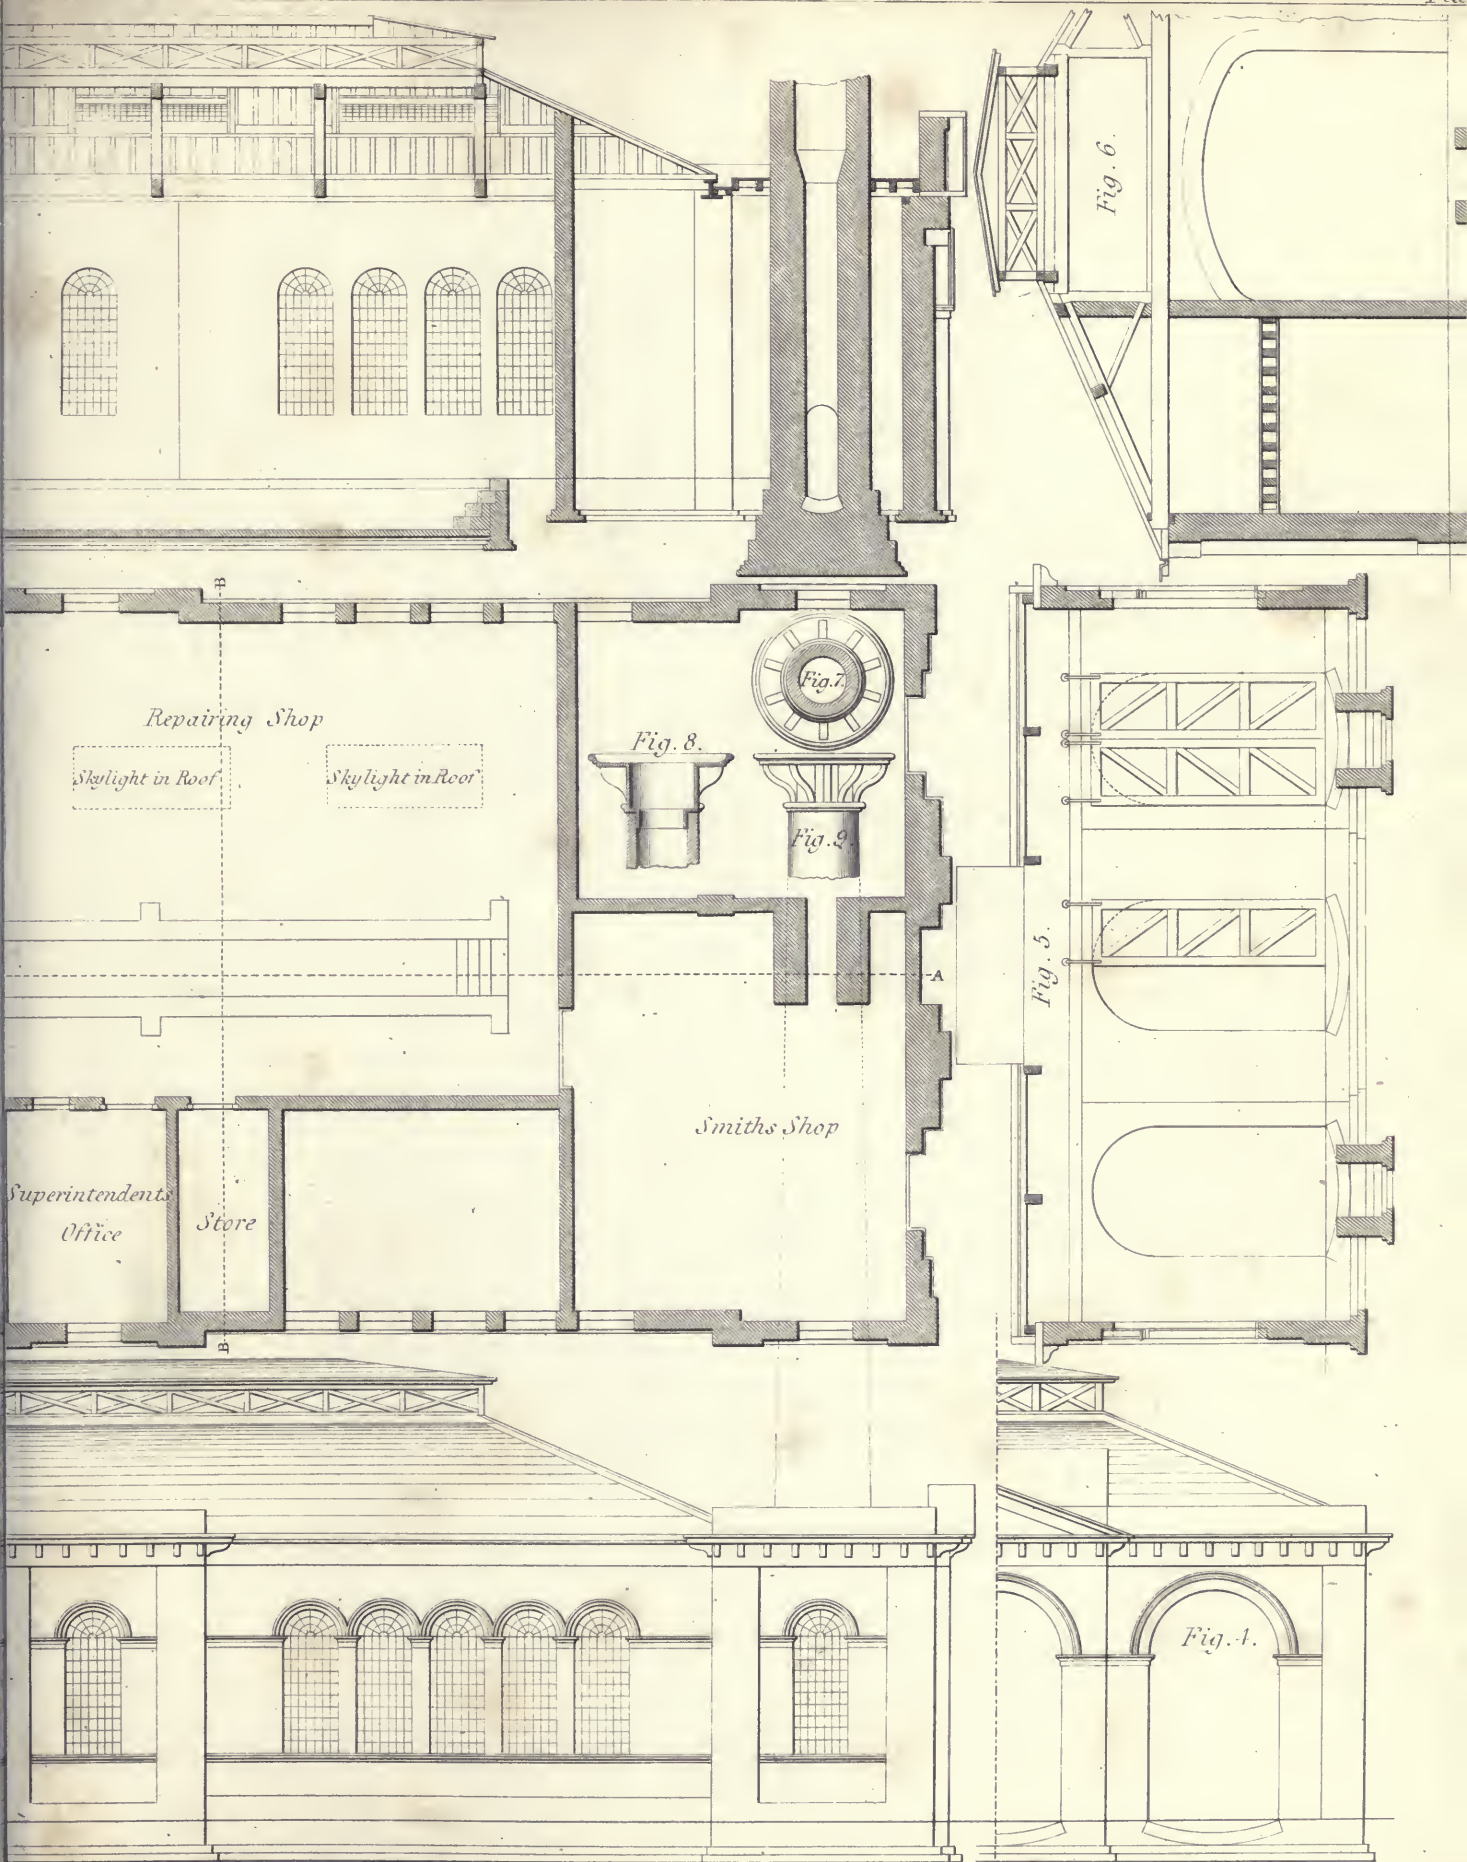 Fig. 6.
B
Repairing Shop
Skylight in Roof
Skylight in Roof
Fig. 7.
Fig. 8.
Fig. 9.
A
Fig. 5.
Smiths Shop
Superintendents
Office
Store
B
Fig. 4.